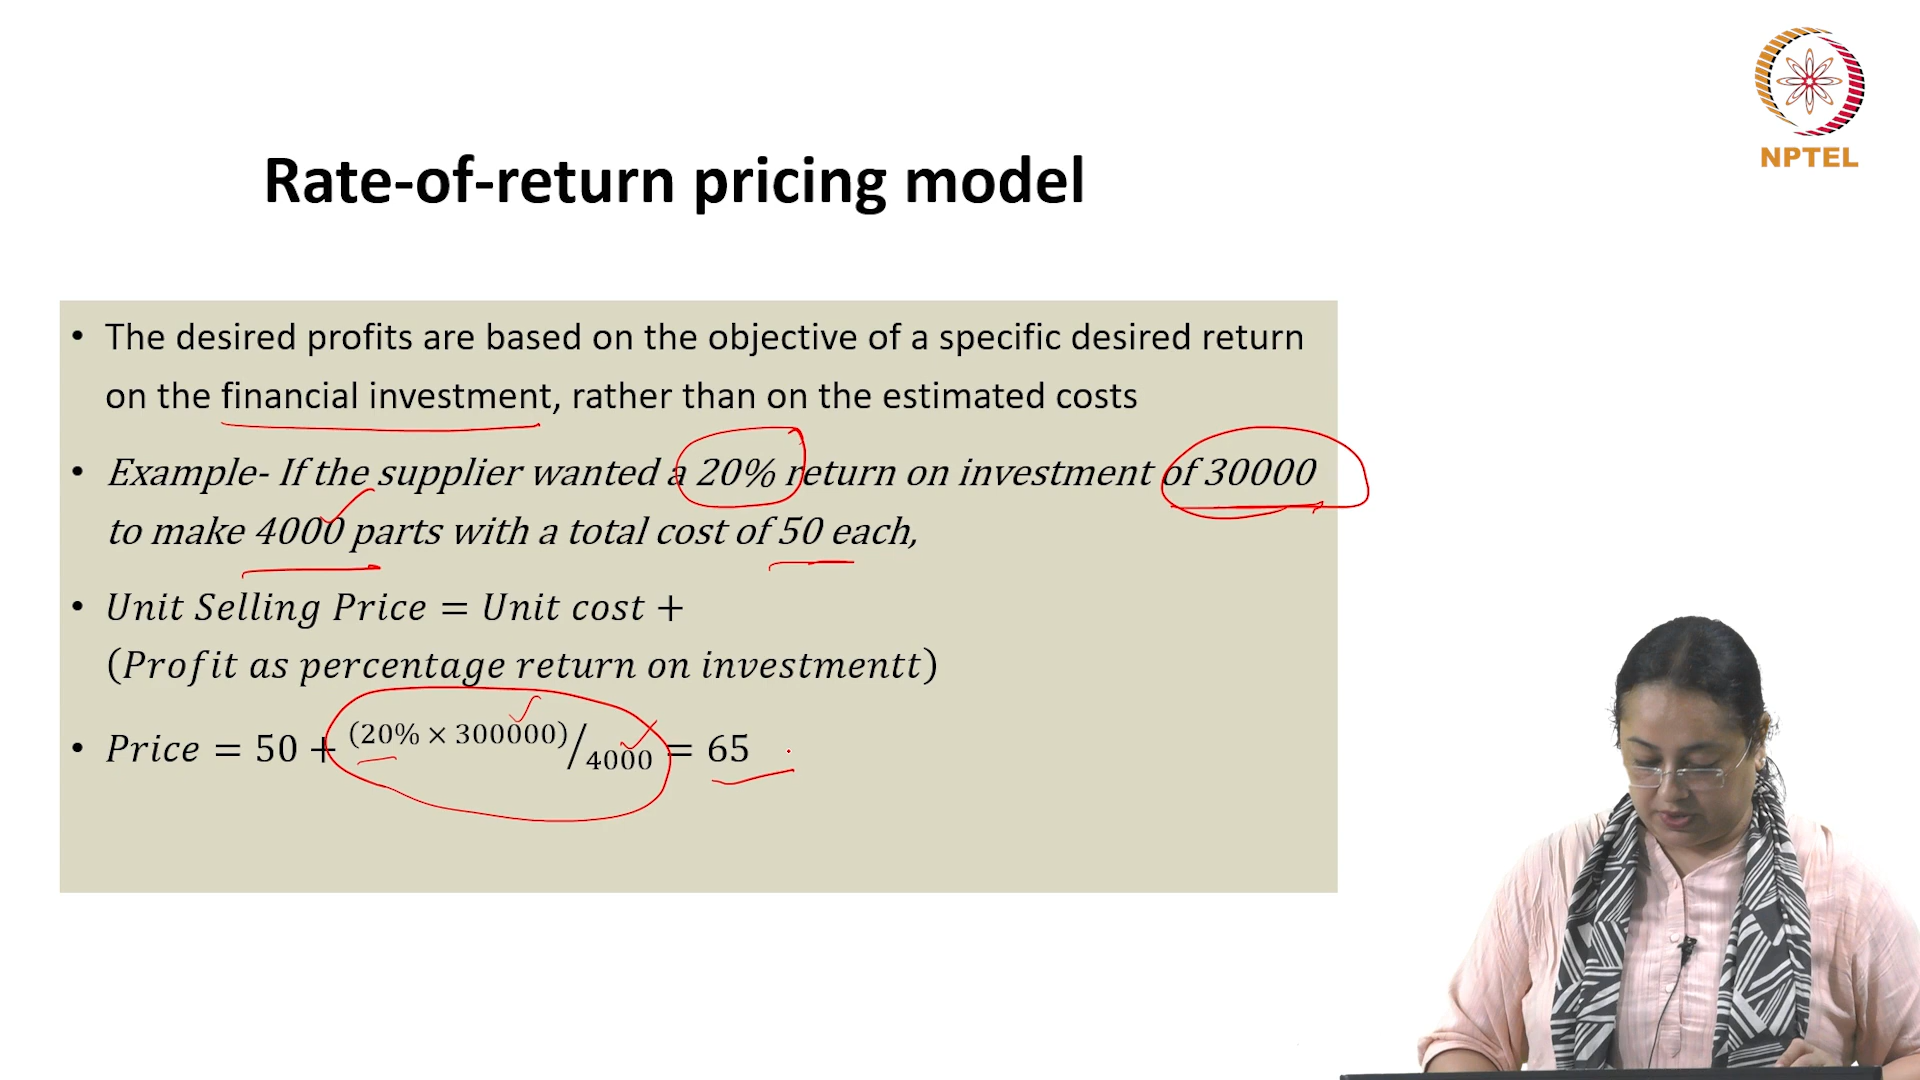 NPTEL
Rate-of-return pricing model
• The desired profits are based on the objective of a specific desired return
on the financial investment, rather than on the estimated costs
• Example- If the supplier wanted a 20% return on investment of 30000
to make 4000 parts with a total cost of 50 each,
• Unit Selling Price = Unit cost +
(Profit as percentage return on investmentt)
• Price = 50 + (20% × 300000)/4000 = 65